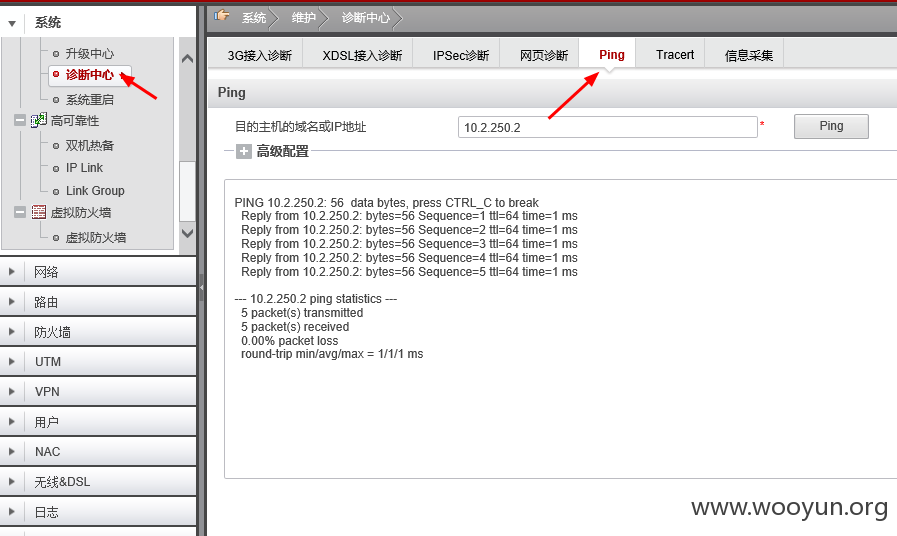 系统
升级中心
诊断中心
系统重启
高可靠性
双机热备
IP Link
Link Group
虚拟防火墙
虚拟防火墙
网络
路由
防火墙
UTM
VPN
用户
NAC
无线&DSL
日志
系统 维护 诊断中心
3G接入诊断 XDSL接入诊断 IPSec诊断 网页诊断 Ping Tracert 信息采集
Ping
目的主机的域名或IP地址 10.2.250.2 * Ping
高级配置
PING 10.2.250.2: 56 data bytes, press CTRL_C to break
Reply from 10.2.250.2: bytes=56 Sequence=1 ttl=64 time=1 ms
Reply from 10.2.250.2: bytes=56 Sequence=2 ttl=64 time=1 ms
Reply from 10.2.250.2: bytes=56 Sequence=3 ttl=64 time=1 ms
Reply from 10.2.250.2: bytes=56 Sequence=4 ttl=64 time=1 ms
Reply from 10.2.250.2: bytes=56 Sequence=5 ttl=64 time=1 ms
--- 10.2.250.2 ping statistics ---
5 packet(s) transmitted
5 packet(s) received
0.00% packet loss
round-trip min/avg/max = 1/1/1 ms
www.wooyun.org